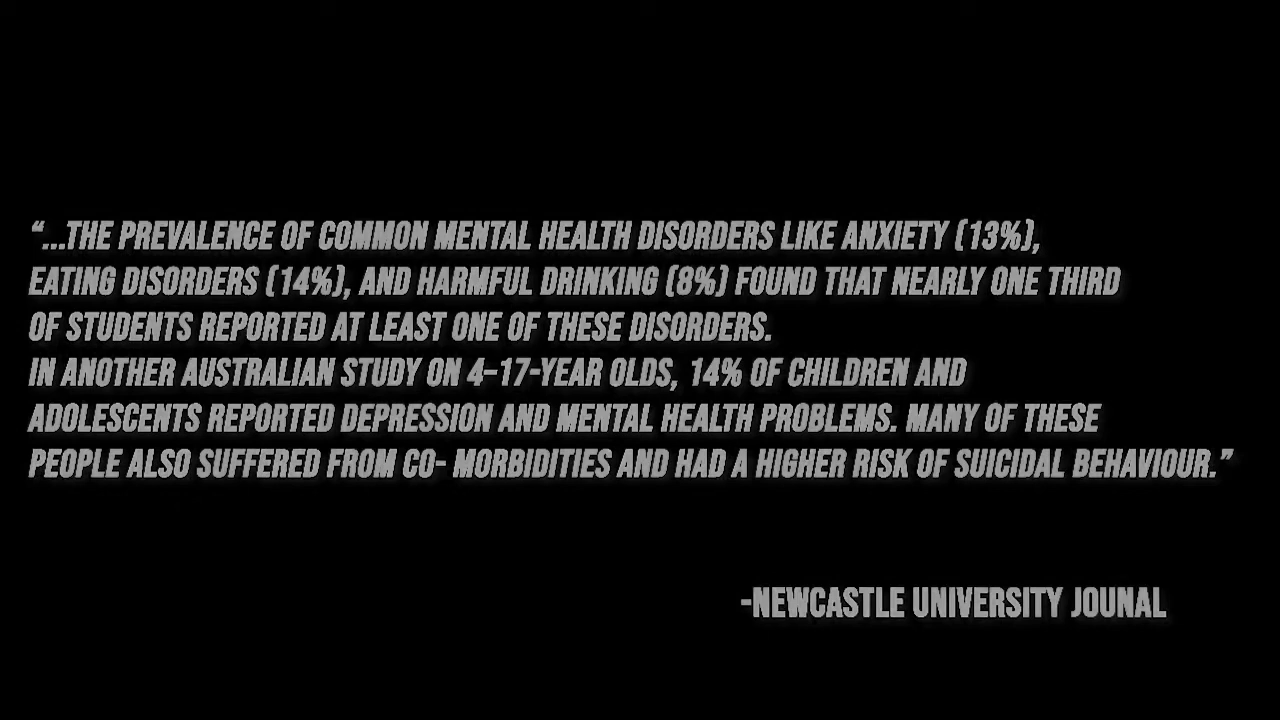 “...THE PREVALENCE OF COMMON MENTAL HEALTH DISORDERS LIKE ANXIETY (13%),
EATING DISORDERS (14%), AND HARMFUL DRINKING (8%) FOUND THAT NEARLY ONE THIRD
OF STUDENTS REPORTED AT LEAST ONE OF THESE DISORDERS.
IN ANOTHER AUSTRALIAN STUDY ON 4-17-YEAR OLDS, 14% OF CHILDREN AND
ADOLESCENTS REPORTED DEPRESSION AND MENTAL HEALTH PROBLEMS. MANY OF THESE
PEOPLE ALSO SUFFERED FROM CO- MORBIDITIES AND HAD A HIGHER RISK OF SUICIDAL BEHAVIOUR.”
-NEWCASTLE UNIVERSITY JOUNAL